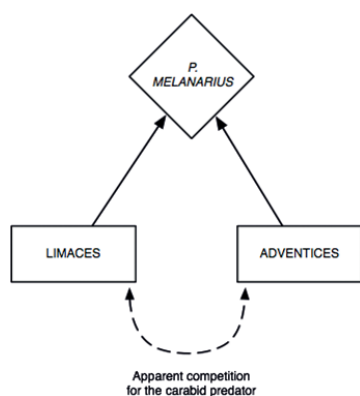 P.
MELANARIUS
LIMACES
ADVENTICES
Apparent competition
for the carabid predator